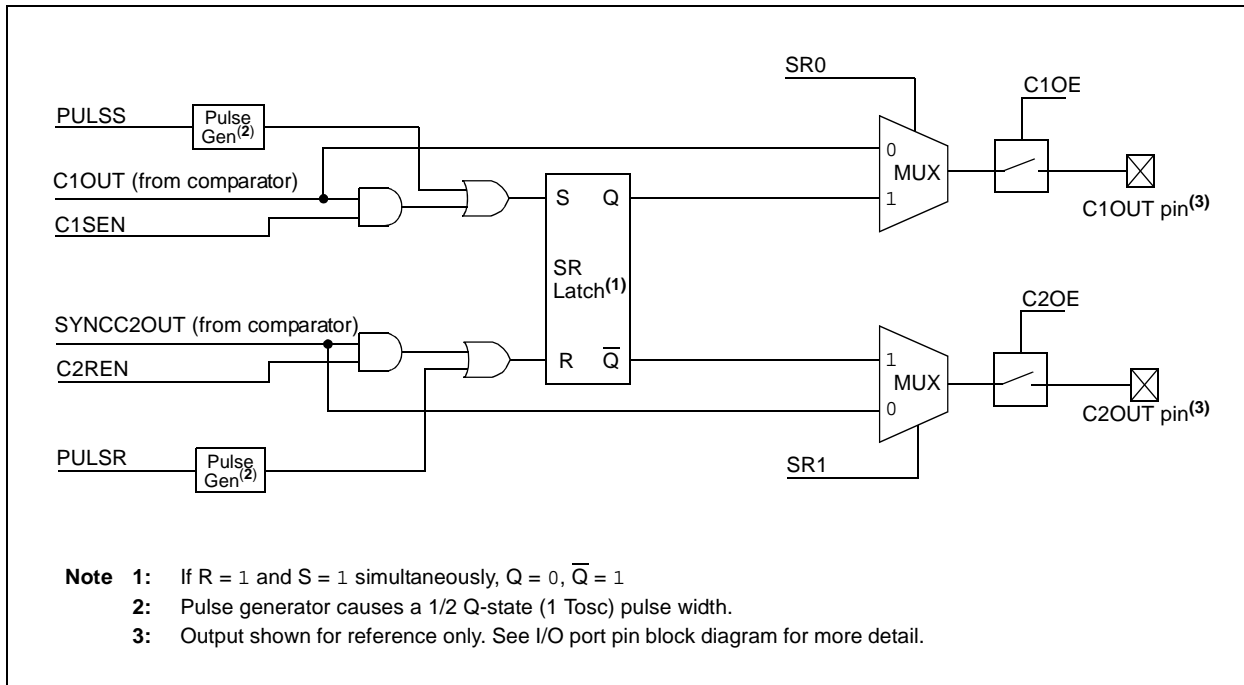 SR0
C1OE
PULSS
Pulse
Gen(2)
C1OUT (from comparator)
0
MUX
C1SEN
S Q
1
C1OUT pin(3)
SR
Latch(1)
C2OE
SYNCC2OUT (from comparator)
R Q̅
1
C2REN
MUX
0
C2OUT pin(3)
PULSR
Pulse
Gen(2)
SR1
Note 1: If R = 1 and S = 1 simultaneously, Q = 0, Q̅ = 1
2: Pulse generator causes a 1/2 Q-state (1 Tosc) pulse width.
3: Output shown for reference only. See I/O port pin block diagram for more detail.